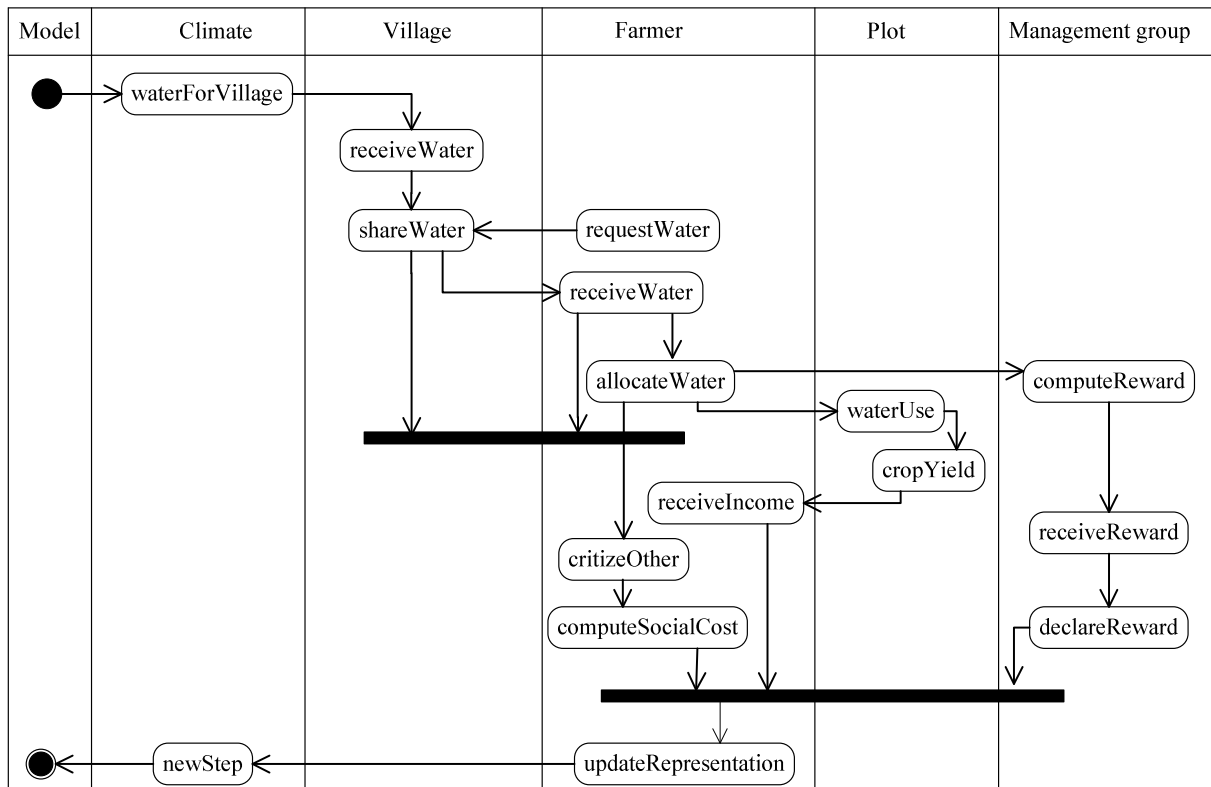 Model
Climate
Village
Farmer
Plot
Management group
waterForVillage
receiveWater
shareWater
requestWater
receiveWater
allocateWater
computeReward
waterUse
cropYield
receiveIncome
receiveReward
critizeOther
computeSocialCost
declareReward
newStep
updateRepresentation